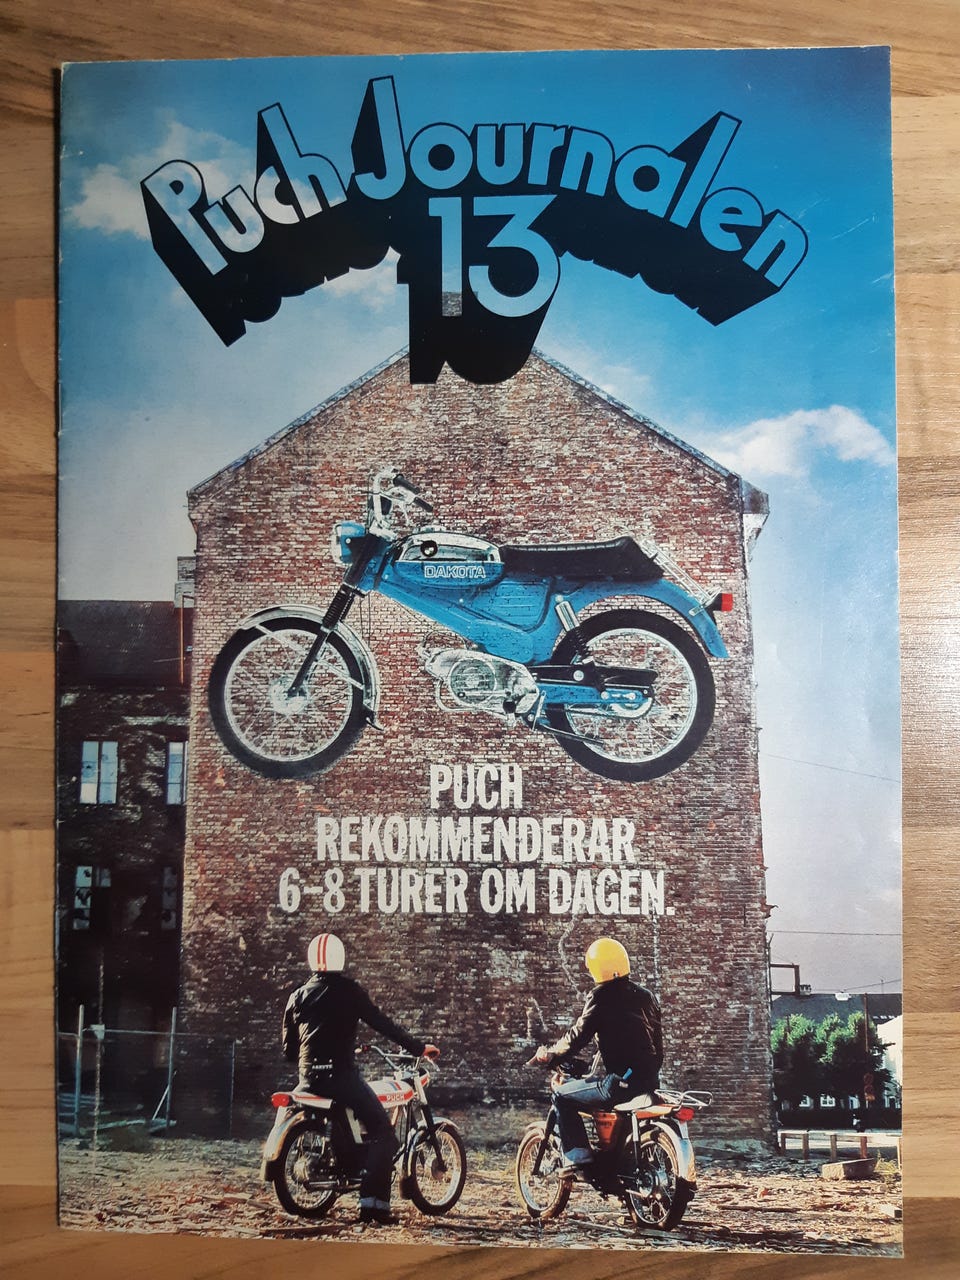 Puch Journalen
13
DAKOTA
PUCH
REKOMMENDERAR
6-8 TURER OM DAGEN.
PUCH